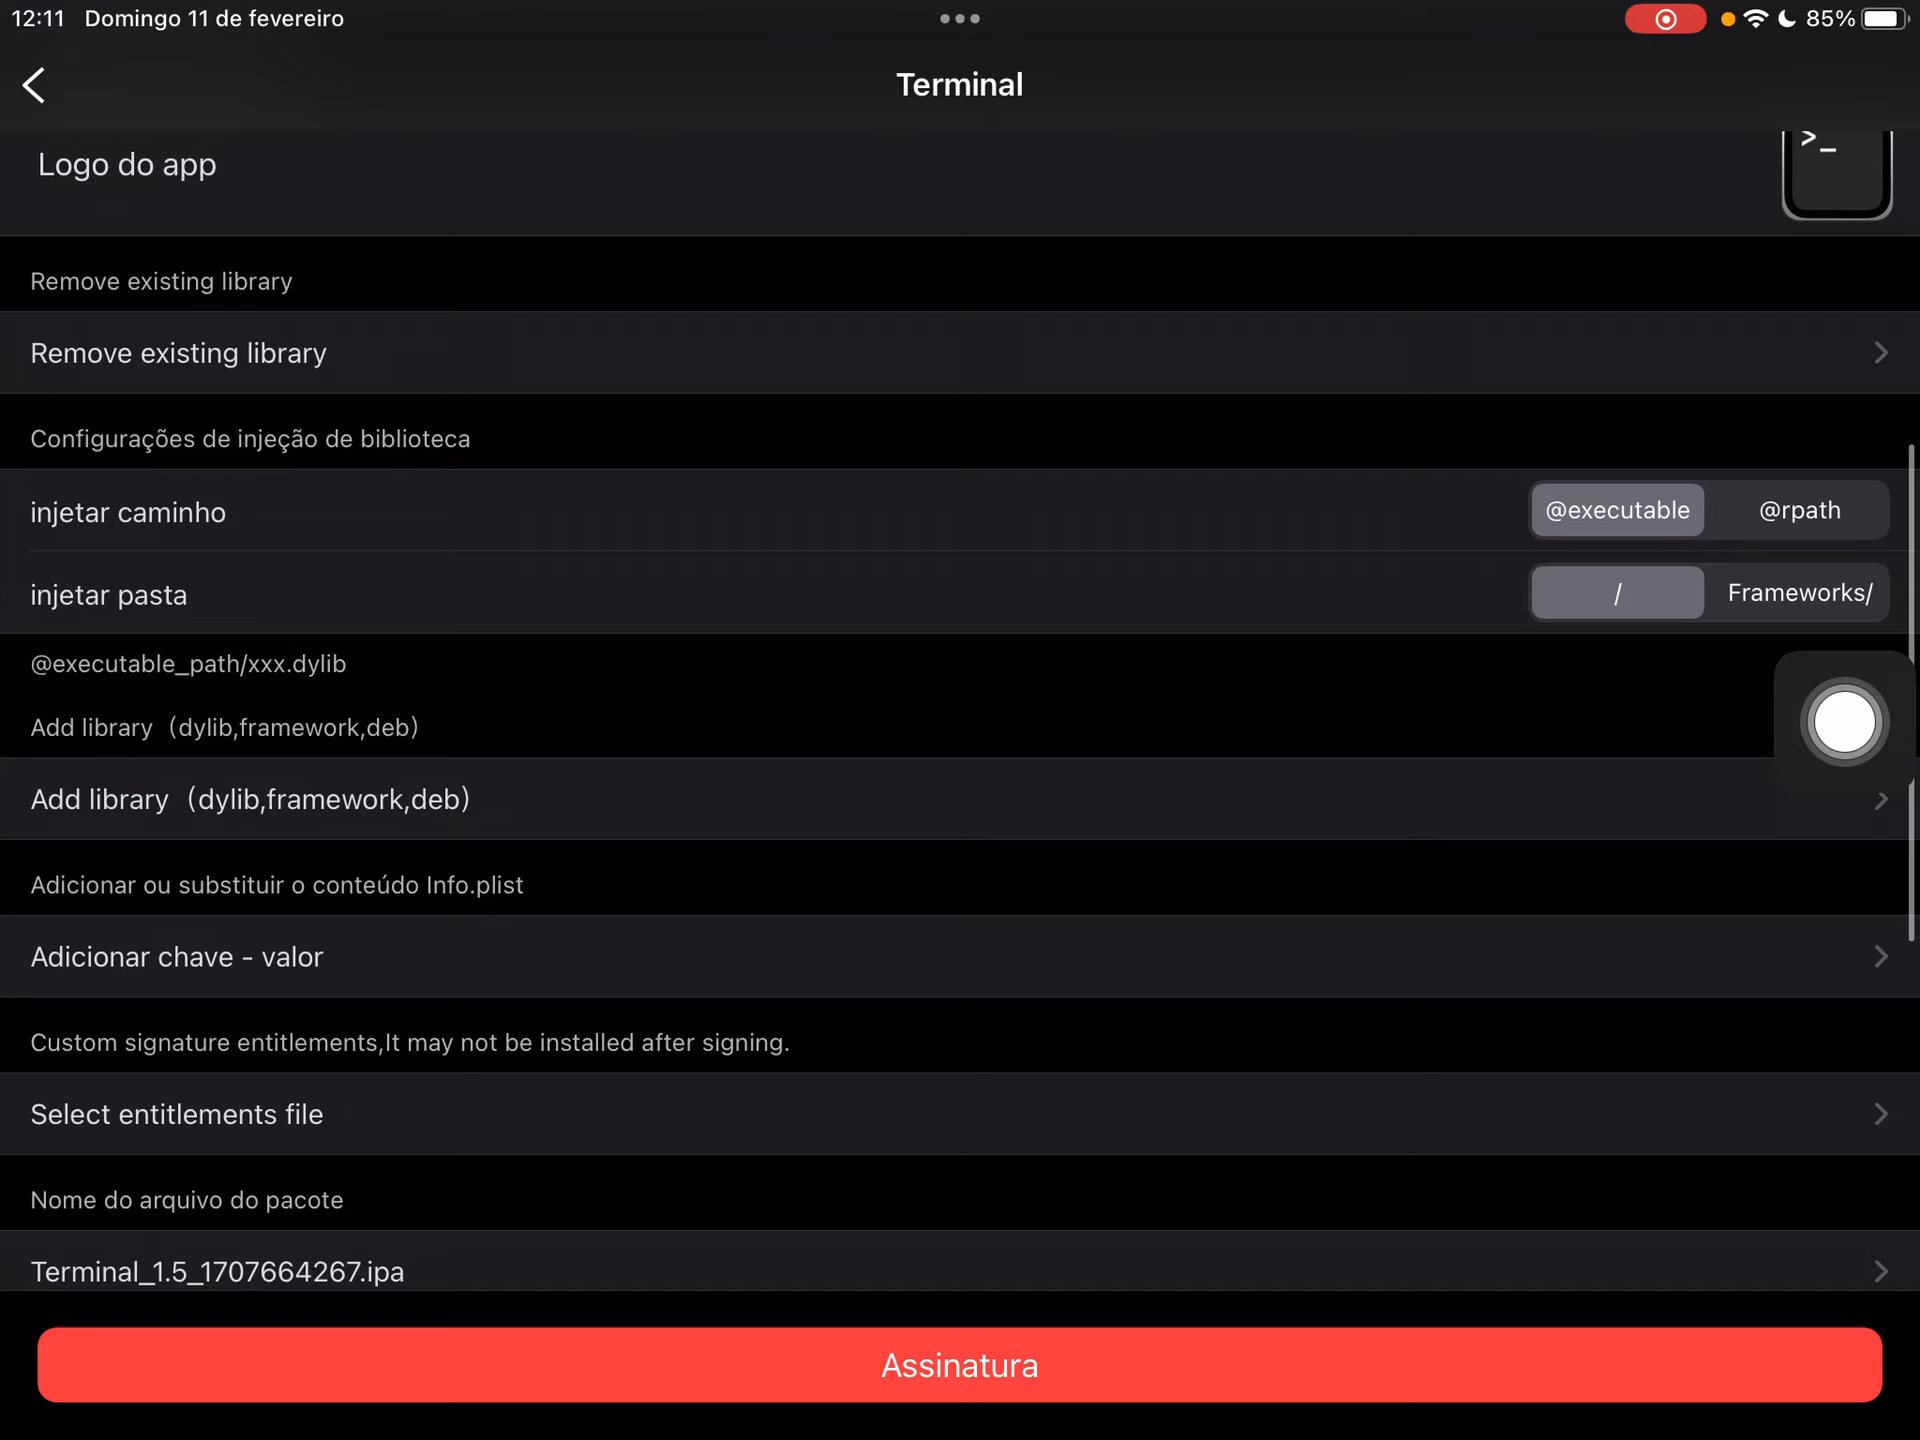 12:11 Domingo 11 de fevereiro
85%
Terminal
Logo do app
>_
Remove existing library
Remove existing library
Configurações de injeção de biblioteca
injetar caminho @executable @rpath
injetar pasta / Frameworks/
@executable_path/xxx.dylib
Add library（dylib,framework,deb）
Add library（dylib,framework,deb）
Adicionar ou substituir o conteúdo Info.plist
Adicionar chave - valor
Custom signature entitlements,It may not be installed after signing.
Select entitlements file
Nome do arquivo do pacote
Terminal_1.5_1707664267.ipa
Assinatura